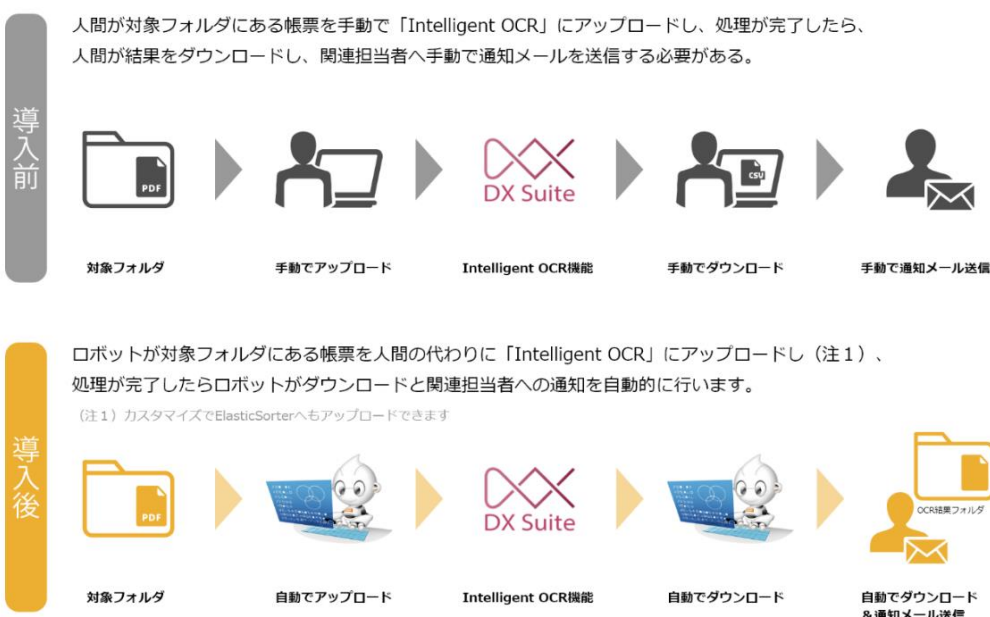 人間が対象フォルダにある帳票を手動で「Intelligent OCR」にアップロードし、処理が完了したら、
人間が結果をダウンロードし、関連担当者へ手動で通知メールを送信する必要がある。
導入前
PDF
DX Suite
CSV
対象フォルダ
手動でアップロード
Intelligent OCR機能
手動でダウンロード
手動で通知メール送信
ロボットが対象フォルダにある帳票を人間の代わりに「Intelligent OCR」にアップロードし（注１）、
処理が完了したらロボットがダウンロードと関連担当者への通知を自動的に行います。
（注１）カスタマイズでElasticSorterへもアップロードできます
導入後
PDF
DX Suite
OCR結果フォルダ
対象フォルダ
自動でアップロード
Intelligent OCR機能
自動でダウンロード
自動でダウンロード
＆通知メール送信